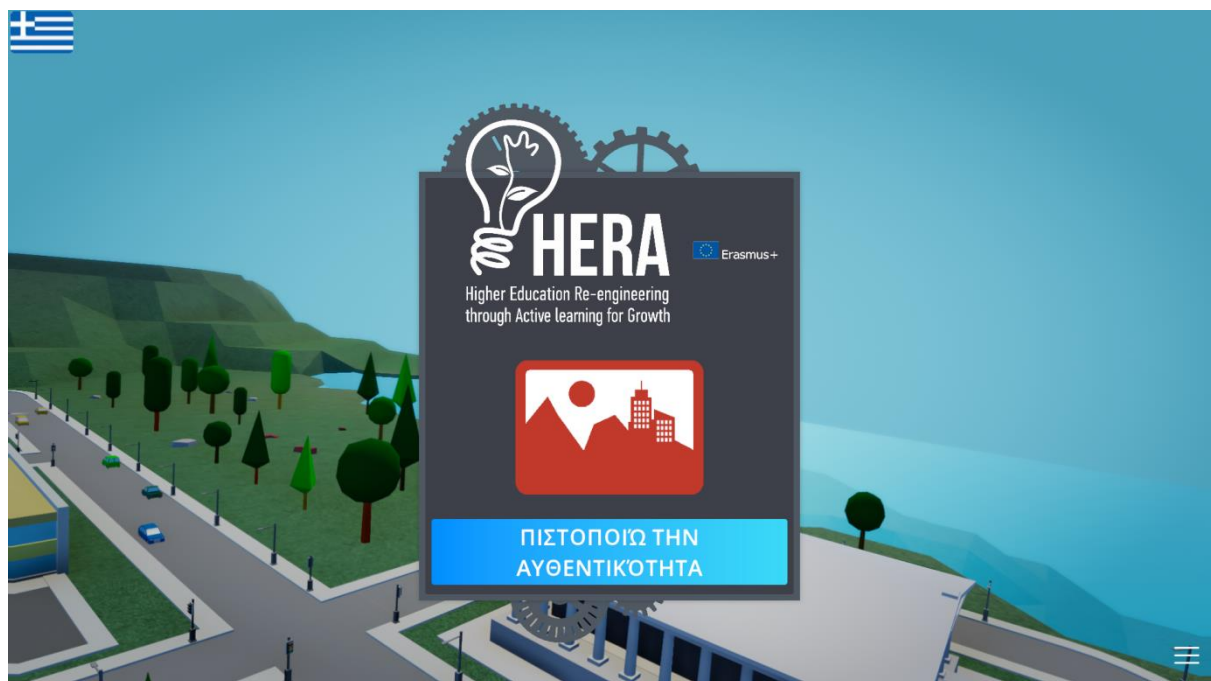 HERA
Erasmus+
Higher Education Re-engineering
through Active learning for Growth
ΠΙΣΤΟΠΟΙΏ ΤΗΝ
ΑΥΘΕΝΤΙΚΌΤΗΤΑ